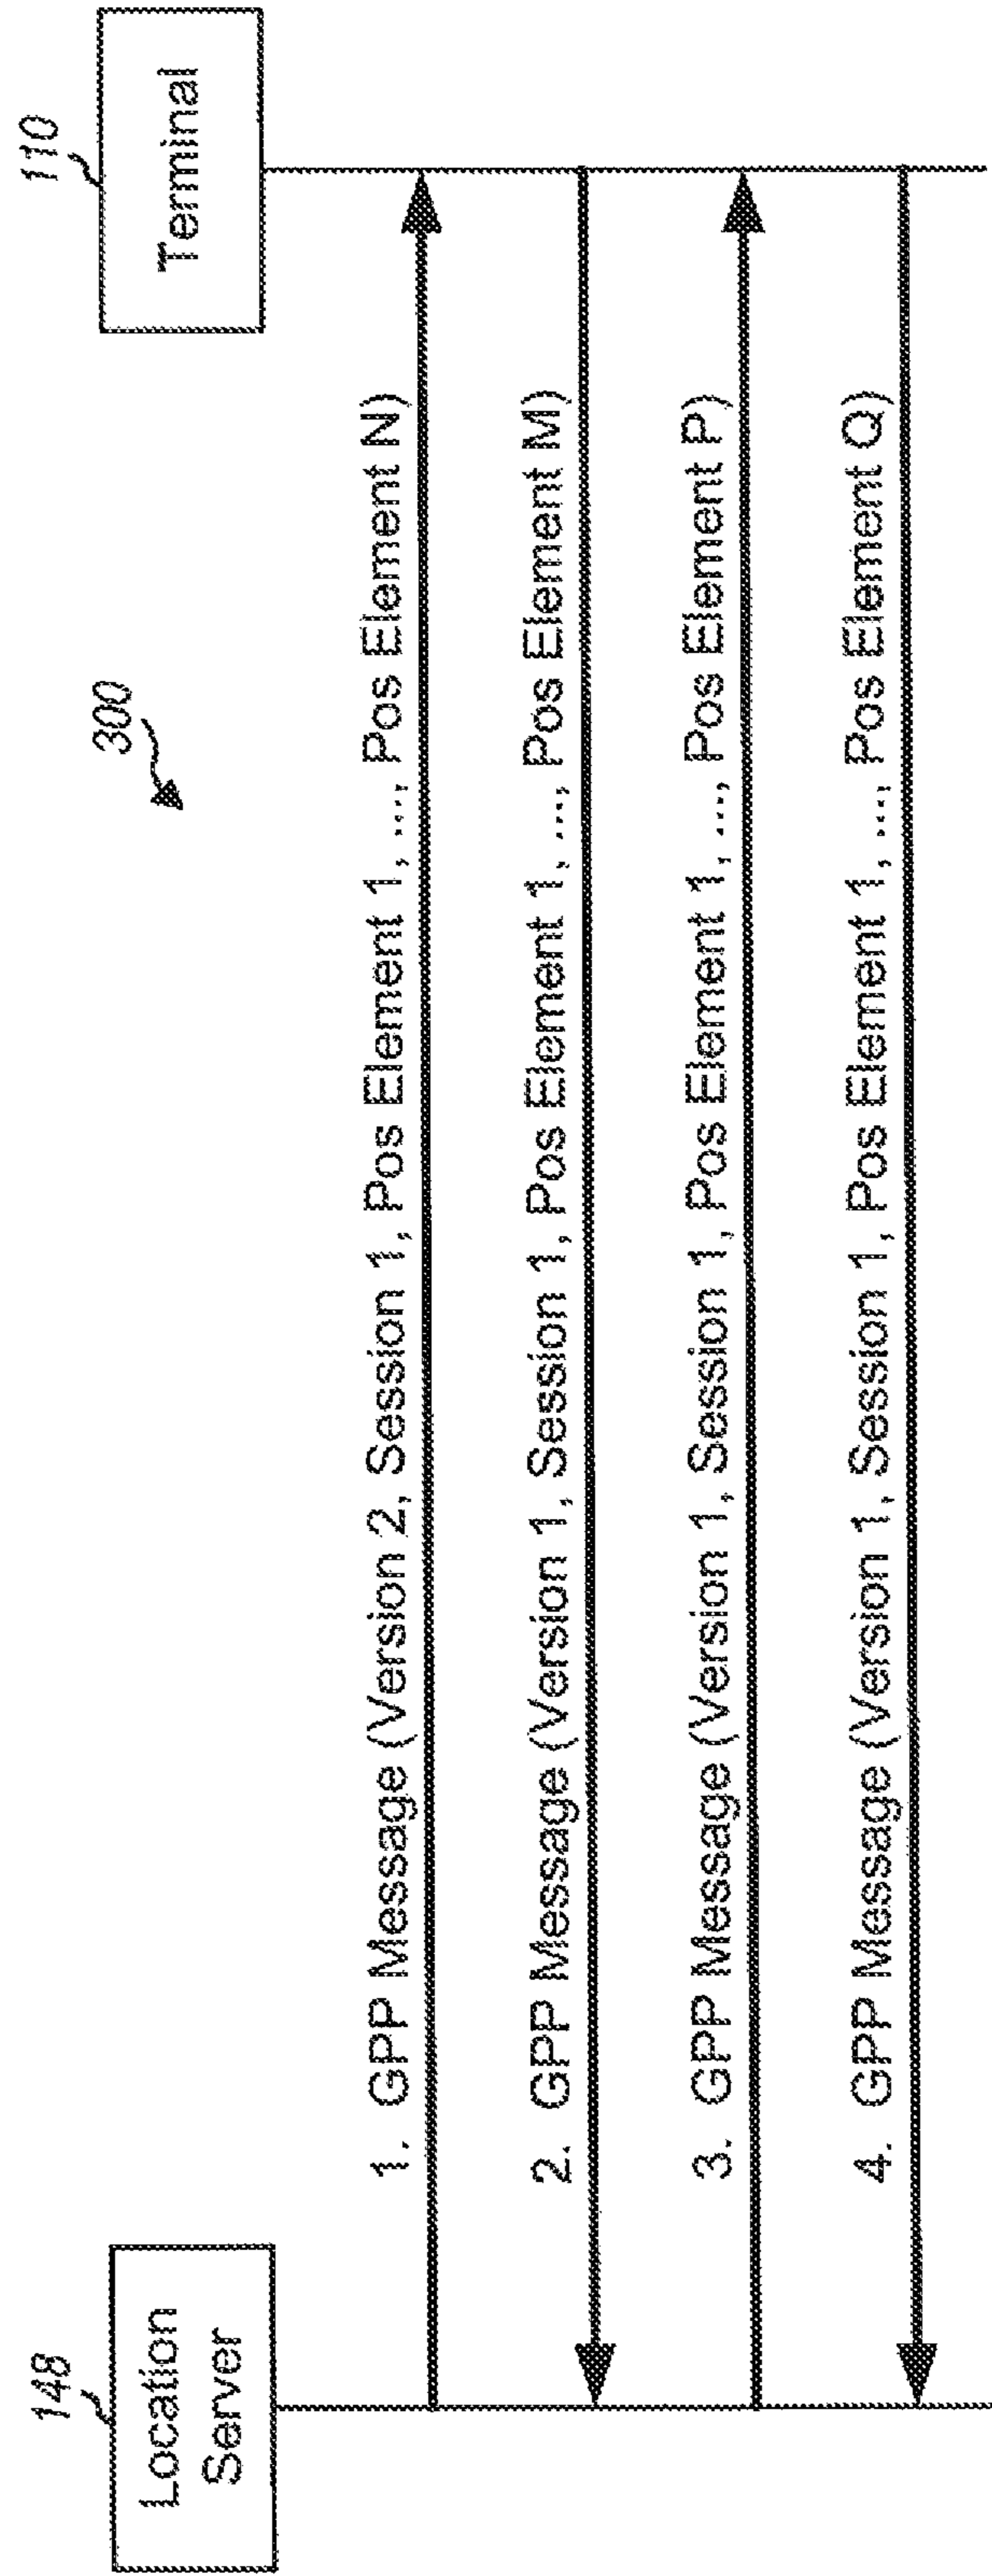 300
148
110
Location
Server
Terminal
1. GPP Message (Version 2, Session 1, Pos Element 1, ..., Pos Element N)
2. GPP Message (Version 1, Session 1, Pos Element 1, ..., Pos Element M)
3. GPP Message (Version 1, Session 1, Pos Element 1, ..., Pos Element P)
4. GPP Message (Version 1, Session 1, Pos Element 1, ..., Pos Element Q)